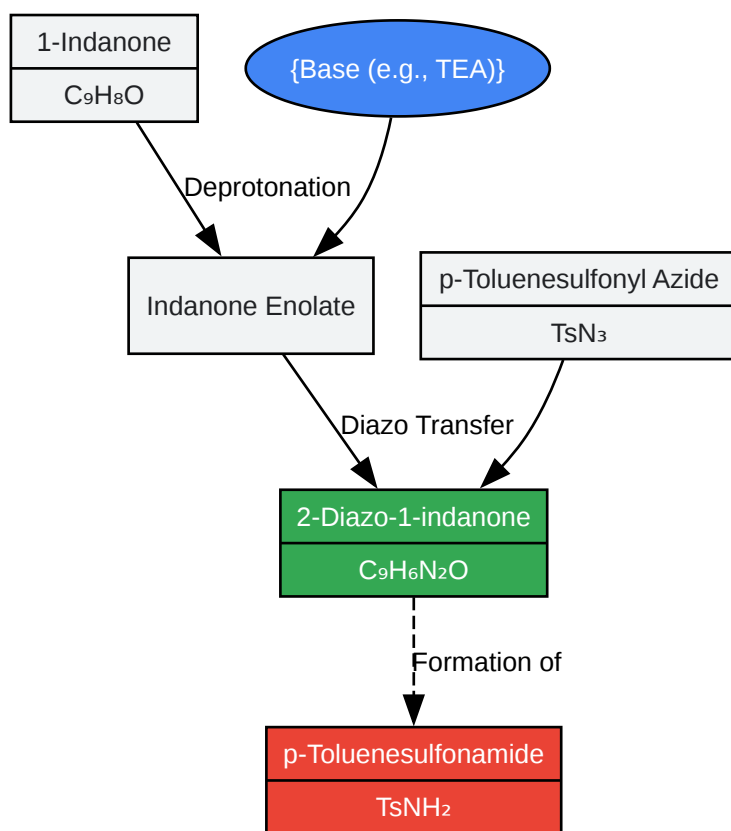 1-Indanone
C₉H₈O
{Base (e.g., TEA)}
Deprotonation
Indanone Enolate
p-Toluenesulfonyl Azide
TsN₃
Diazo Transfer
2-Diazo-1-indanone
C₉H₆N₂O
Formation of
p-Toluenesulfonamide
TsNH₂